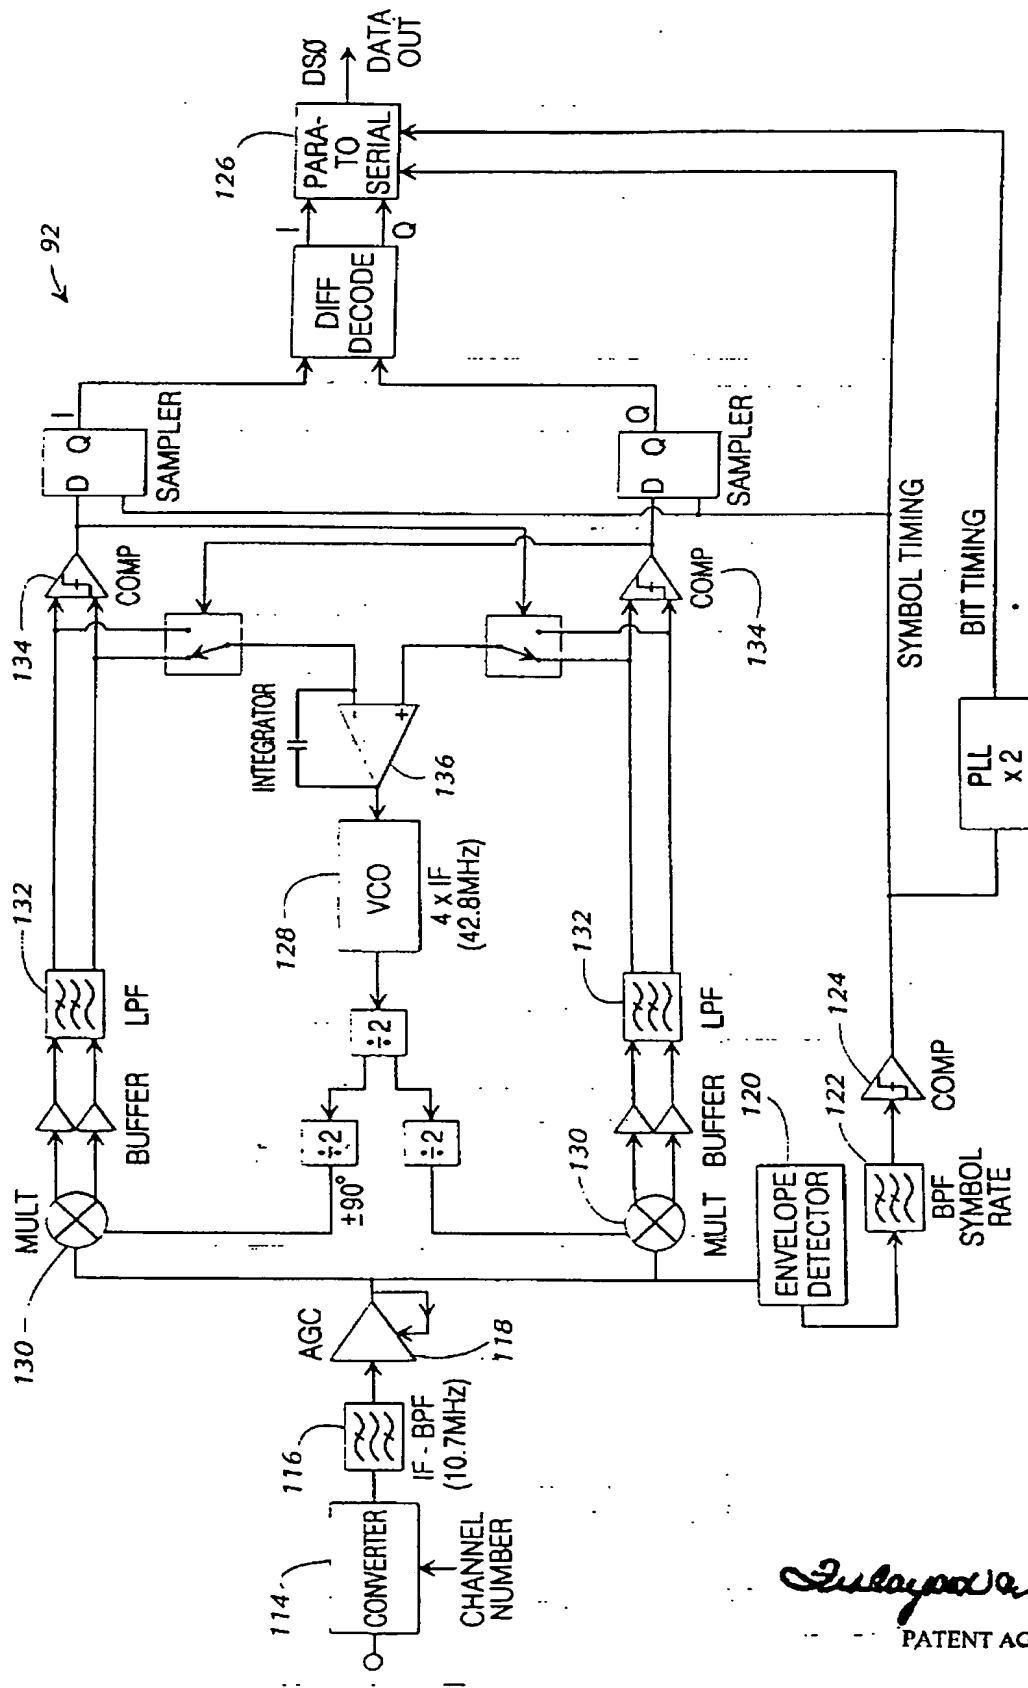 92
130
MULT
BUFFER
132
LPF
134
COMP
D Q
SAMPLER
I
114
CONVERTER
CHANNEL
NUMBER
116
IF - BPF
(10.7MHz)
AGC
118
÷2
±90°
÷2
÷2
128
VCO
4 x IF
(42.8MHz)
INTEGRATOR
-
+
136
DIFF
DECODE
I
Q
126
PARA-
TO
SERIAL
DSØ
DATA
OUT
130
MULT
BUFFER
132
LPF
134
COMP
D Q
SAMPLER
Q
120
ENVELOPE
DETECTOR
122
BPF
SYMBOL
RATE
124
COMP
SYMBOL TIMING
PLL
x 2
BIT TIMING
PATENT AG